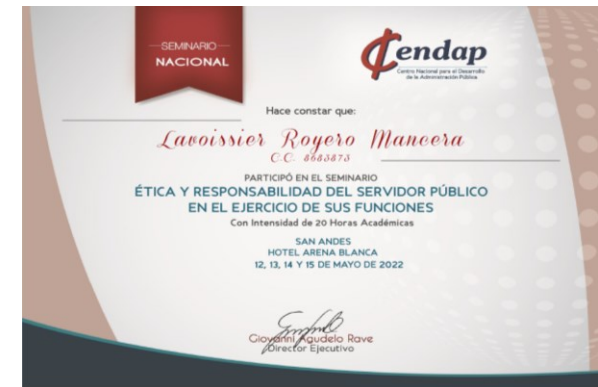 SEMINARIO
NACIONAL
Cendap
Centro Nacional para el Desarrollo
de la Administración Pública
Hace constar que:
Lavoissier Royero Mancera
C.C. 8683873
PARTICIPÓ EN EL SEMINARIO
ÉTICA Y RESPONSABILIDAD DEL SERVIDOR PÚBLICO
EN EL EJERCICIO DE SUS FUNCIONES
Con Intensidad de 20 Horas Académicas
SAN ANDES
HOTEL ARENA BLANCA
12, 13, 14 Y 15 DE MAYO DE 2022
Giovanni Agudelo Rave
Director Ejecutivo